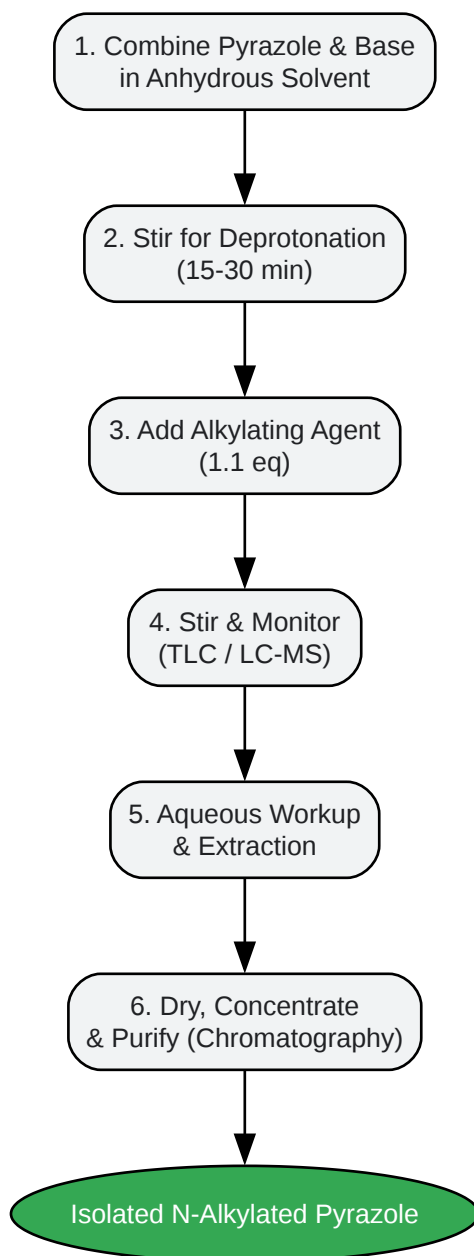 1. Combine Pyrazole & Base
in Anhydrous Solvent
2. Stir for Deprotonation
(15-30 min)
3. Add Alkylating Agent
(1.1 eq)
4. Stir & Monitor
(TLC / LC-MS)
5. Aqueous Workup
& Extraction
6. Dry, Concentrate
& Purify (Chromatography)
Isolated N-Alkylated Pyrazole